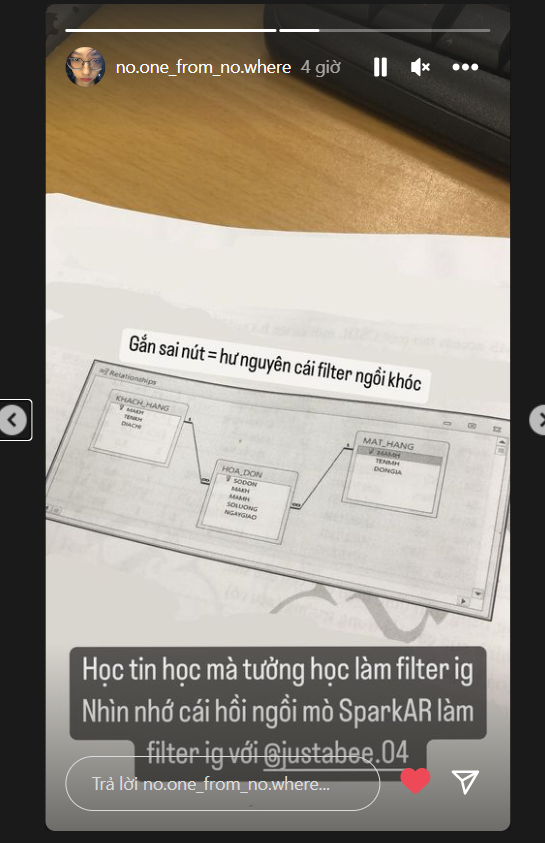 no.one_from_no.where 4 giờ
Gắn sai nút = hư nguyên cái filter ngồi khóc
Relationships
KHACH_HANG
MAKH
TENKH
DIACHI
1
∞
HOA_DON
SODON
MAKH
MAMH
SOLUONG
NGAYGIAO
1
∞
MAT_HANG
MAMH
TENMH
DONGIA
Học tin học mà tưởng học làm filter ig
Nhìn nhớ cái hồi ngồi mò SparkAR làm
filter ig với @justabee.04
Trả lời no.one_from_no.where...